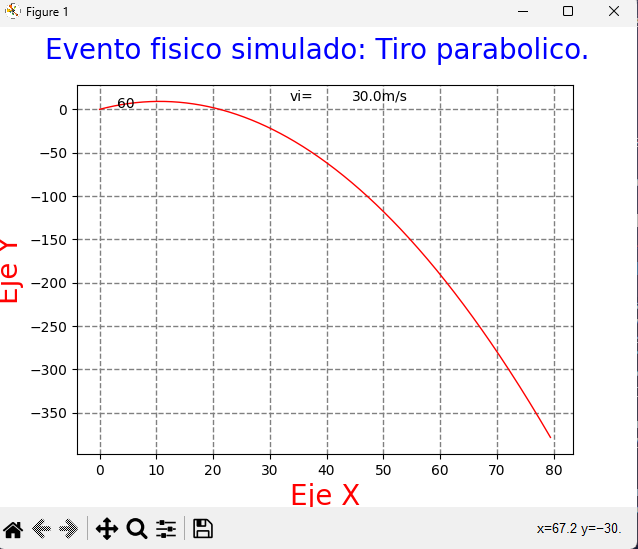 Figure 1
Evento fisico simulado: Tiro parabolico.
60
vi= 30.0m/s
0
−50
−100
−150
−200
−250
−300
−350
Eje Y
0 10 20 30 40 50 60 70 80
Eje X
x=67.2 y=−30.